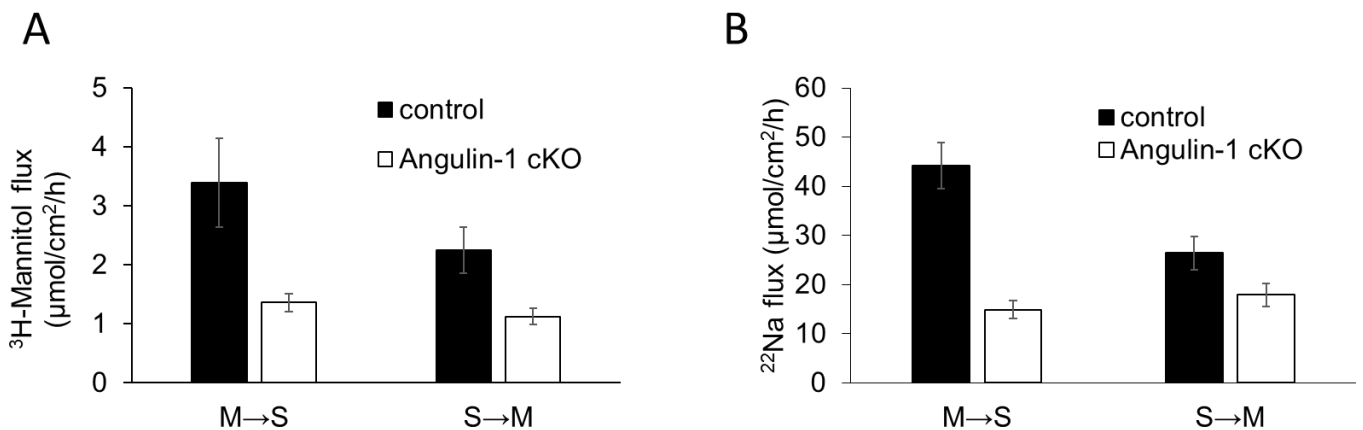 A
³H-Mannitol flux
(µmol/cm²/h)
5
4
3
2
1
0
control
Angulin-1 cKO
M→S
S→M
B
²²Na flux (µmol/cm²/h)
60
50
40
30
20
10
0
control
Angulin-1 cKO
M→S
S→M